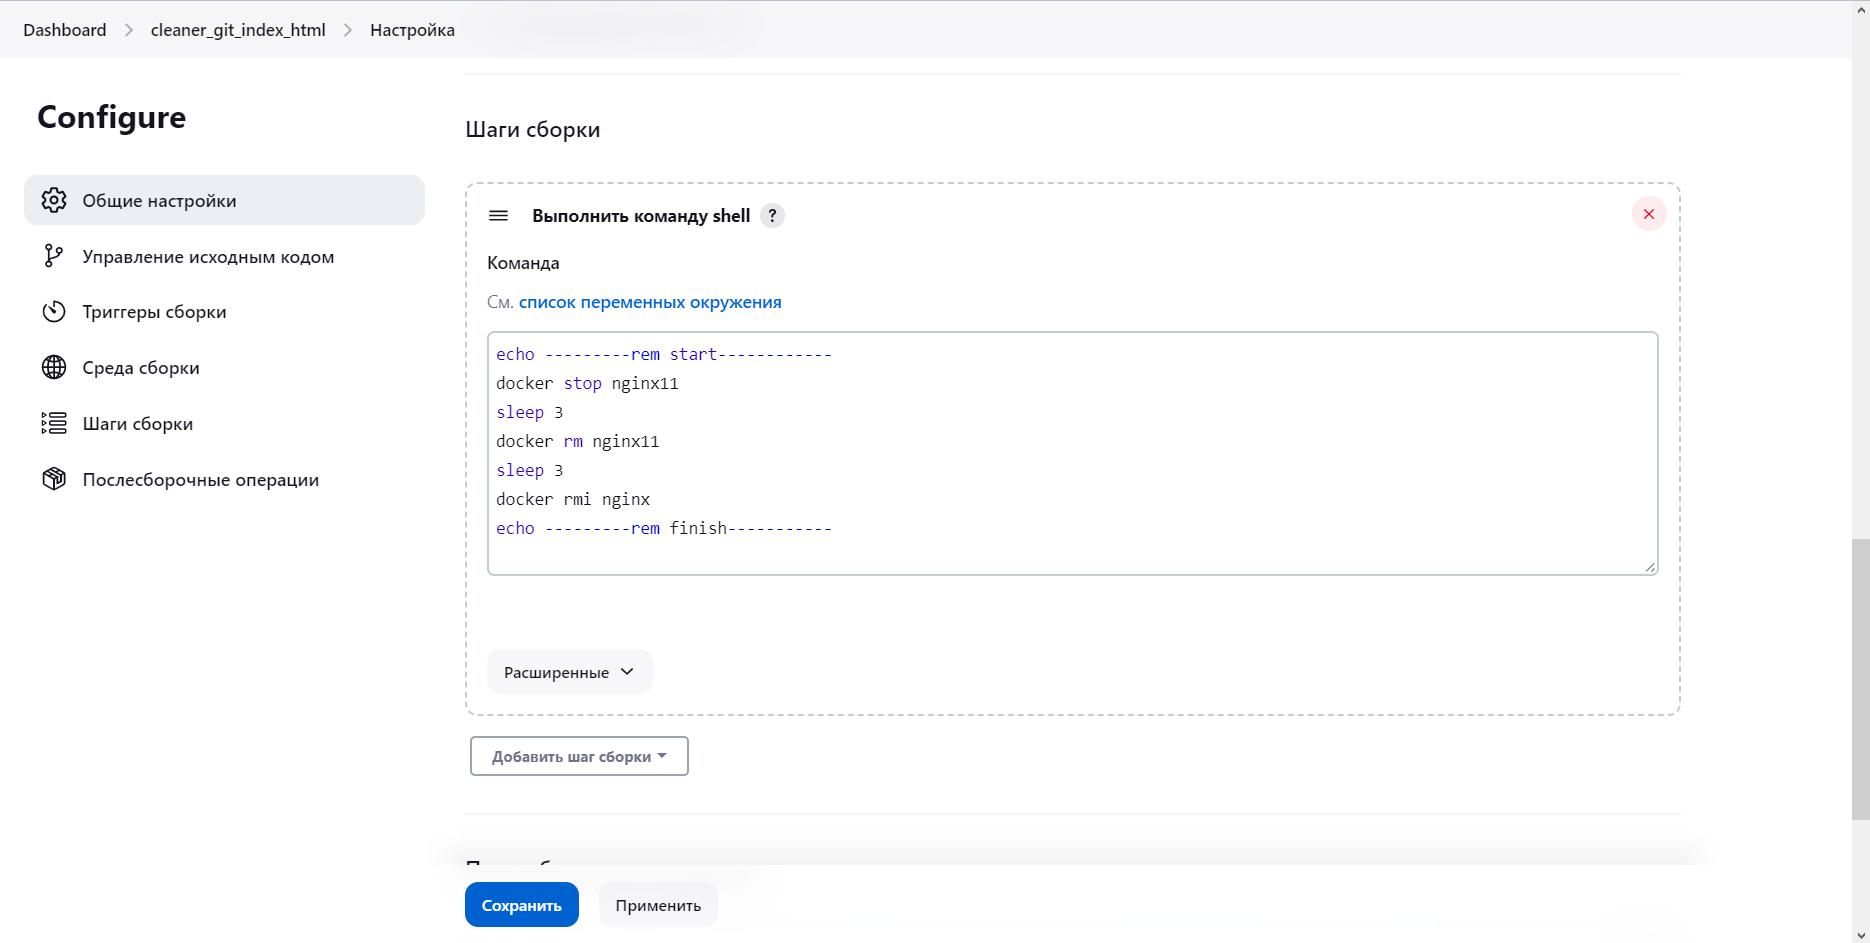 Dashboard > cleaner_git_index_html > Настройка
Configure
Общие настройки
Управление исходным кодом
Триггеры сборки
Среда сборки
Шаги сборки
Послесборочные операции
Шаги сборки
Выполнить команду shell ?
Команда
См. список переменных окружения
echo ---------rem start------------
docker stop nginx11
sleep 3
docker rm nginx11
sleep 3
docker rmi nginx
echo ---------rem finish-----------
Расширенные
Добавить шаг сборки
Сохранить
Применить